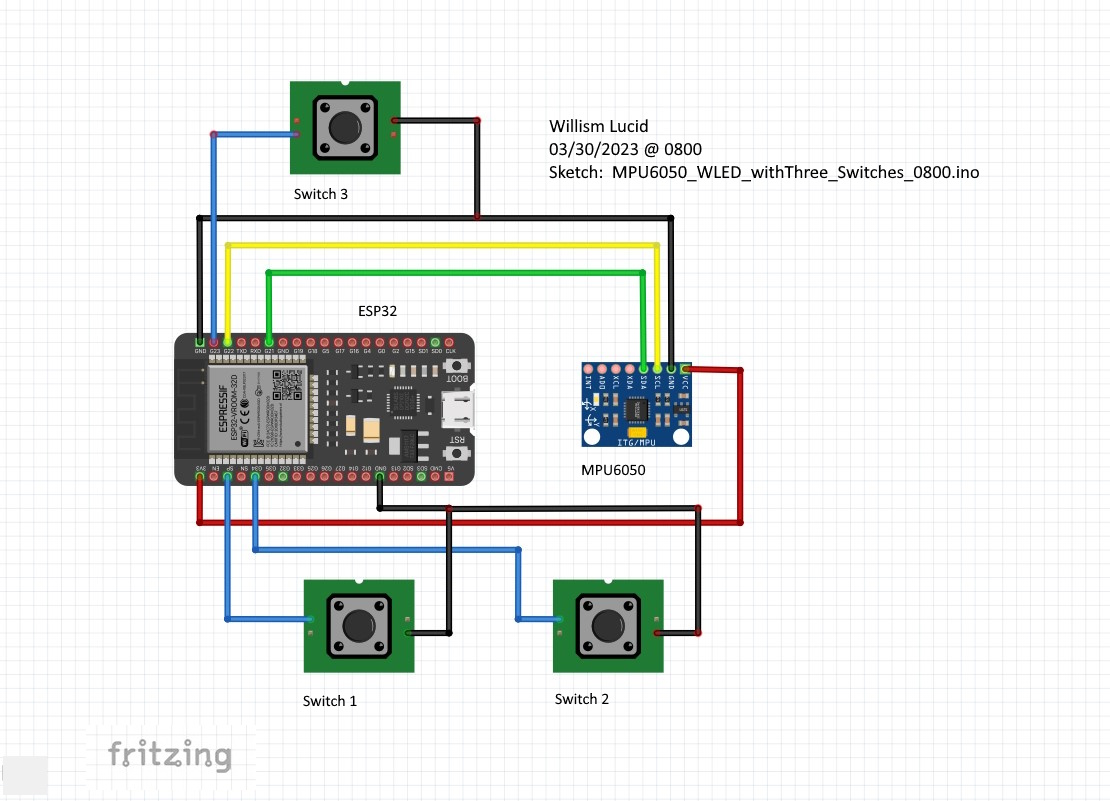 Willism Lucid
03/30/2023 @ 0800
Sketch: MPU6050_WLED_withThree_Switches_0800.ino
Switch 3
ESP32
GND G23 G22 TXD RXD G21 GND G19 G18 G5 G17 G16 G4 G0 G2 G15 SD1 SD0 CLK
BOOT
ESPRESSIF
ESP32-WROOM-32D
RST
3V3 EN SP SN G34 G35 G32 G33 G25 G26 G27 G14 G12 GND G13 SD3 GND 5V
INT ADO XCL XDA SDA SCL GND VCC
X
Y
ITG/MPU
MPU6050
Switch 1
Switch 2
fritzing